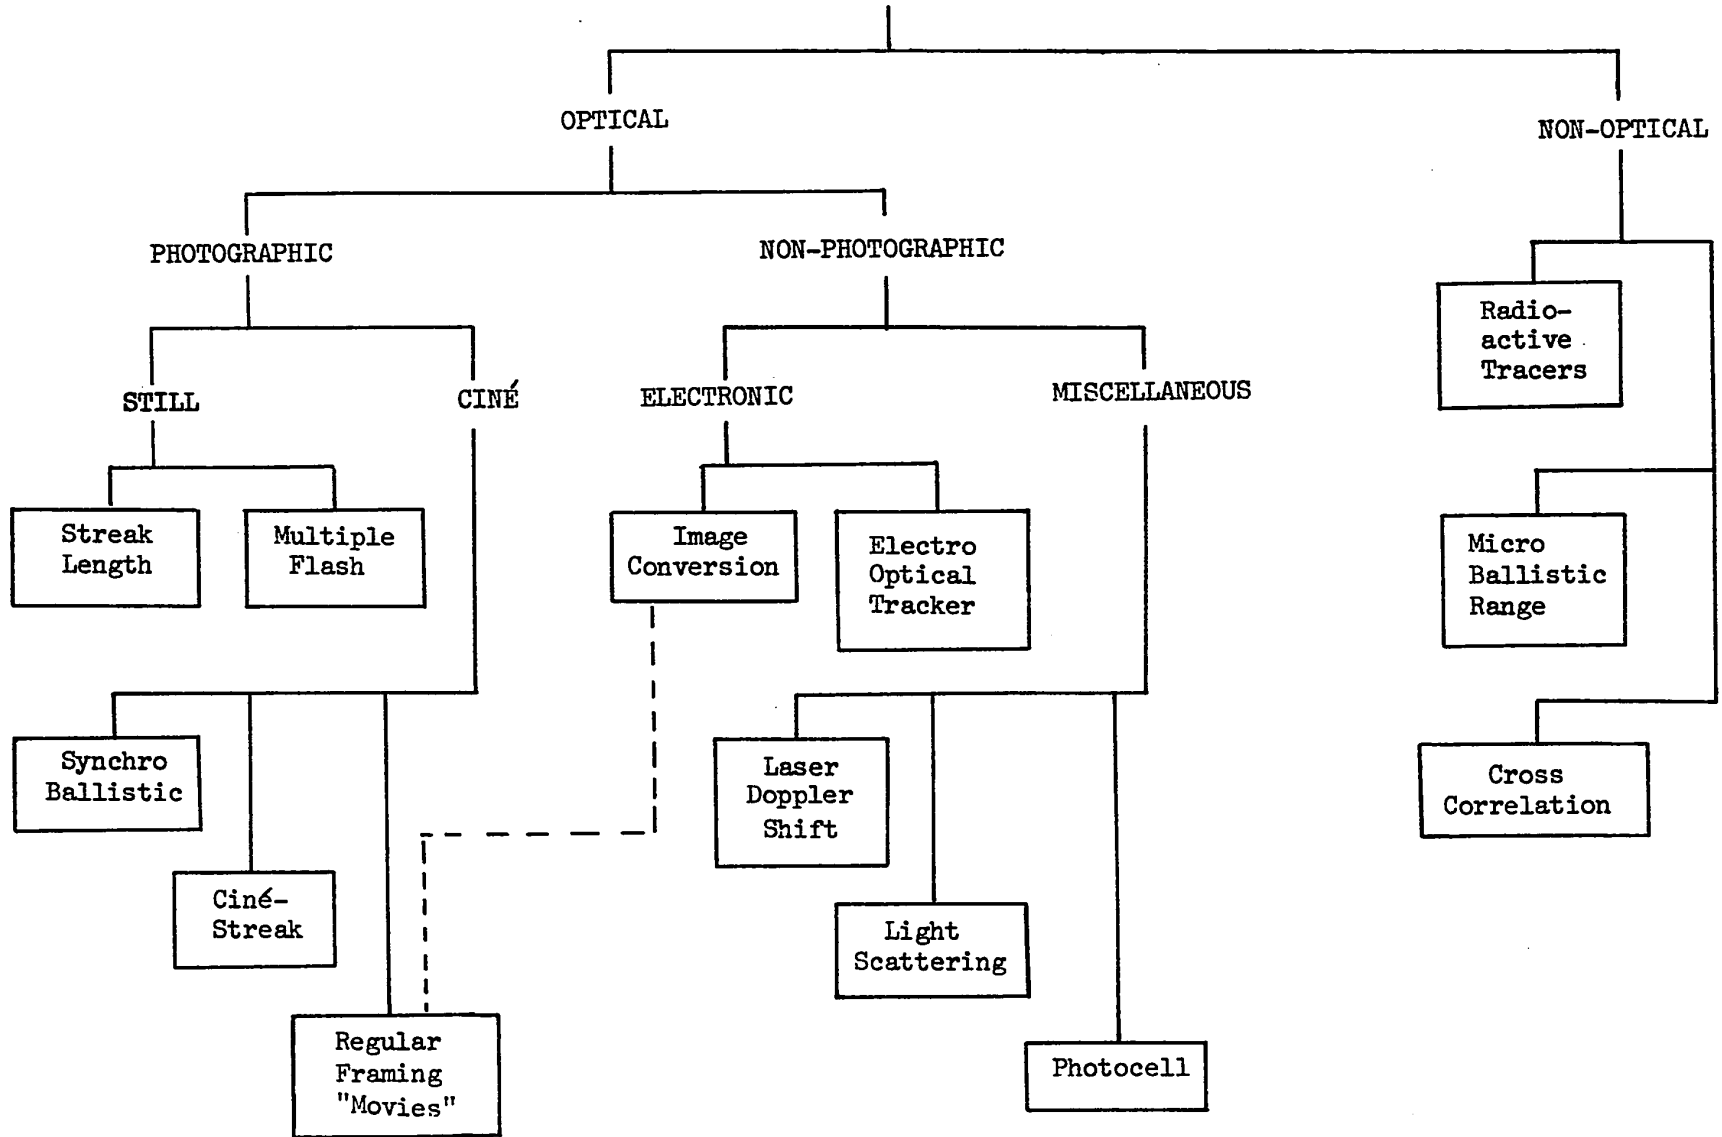 OPTICAL
NON-OPTICAL
PHOTOGRAPHIC
NON-PHOTOGRAPHIC
Radio-
active
Tracers
STILL
CINÉ
ELECTRONIC
MISCELLANEOUS
Streak
Length
Multiple
Flash
Image
Conversion
Electro
Optical
Tracker
Micro
Ballistic
Range
Synchro
Ballistic
Laser
Doppler
Shift
Cross
Correlation
Ciné-
Streak
Light
Scattering
Regular
Framing
"Movies"
Photocell